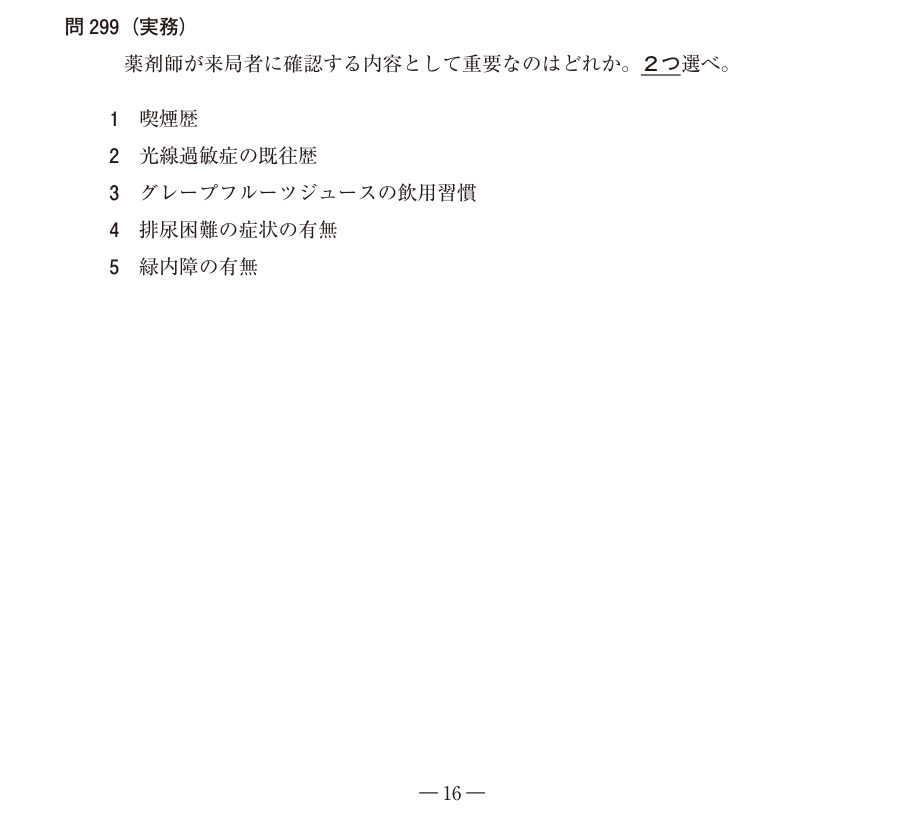 問 299(実務)
薬剤師が来局者に確認する内容として重要なのはどれか。2つ選べ。
1 喫煙歴
2 光線過敏症の既往歴
3 グレープフルーツジュースの飲用習慣
4 排尿困難の症状の有無
5 緑内障の有無
― 16 ―